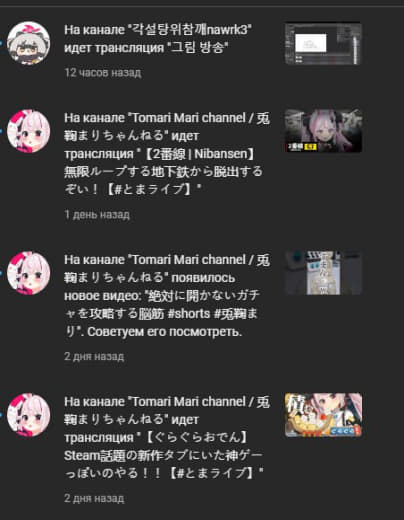 На канале "각설탕위참깨nawrk3"
идет трансляция "그림 방송"
12 часов назад
На канале "Tomari Mari channel / 兎
鞠まりちゃんねる" идет
трансляция "【2番線 | Nibansen】
無限ループする地下鉄から脱出する
ぞい！【#とまライブ】"
1 день назад
2番線
На канале "Tomari Mari channel / 兎
鞠まりちゃんねる" появилось
новое видео: "絶対に開かないガチ
ャを攻略する脳筋 #shorts #兎鞠ま
り". Советуем его посмотреть.
2 дня назад
На канале "Tomari Mari channel / 兎
鞠まりちゃんねる" идет
трансляция "【ぐらぐらおでん】
Steam話題の新作タブにいた神ゲー
っぽいのやる！！【#とまライブ】"
2 дня назад